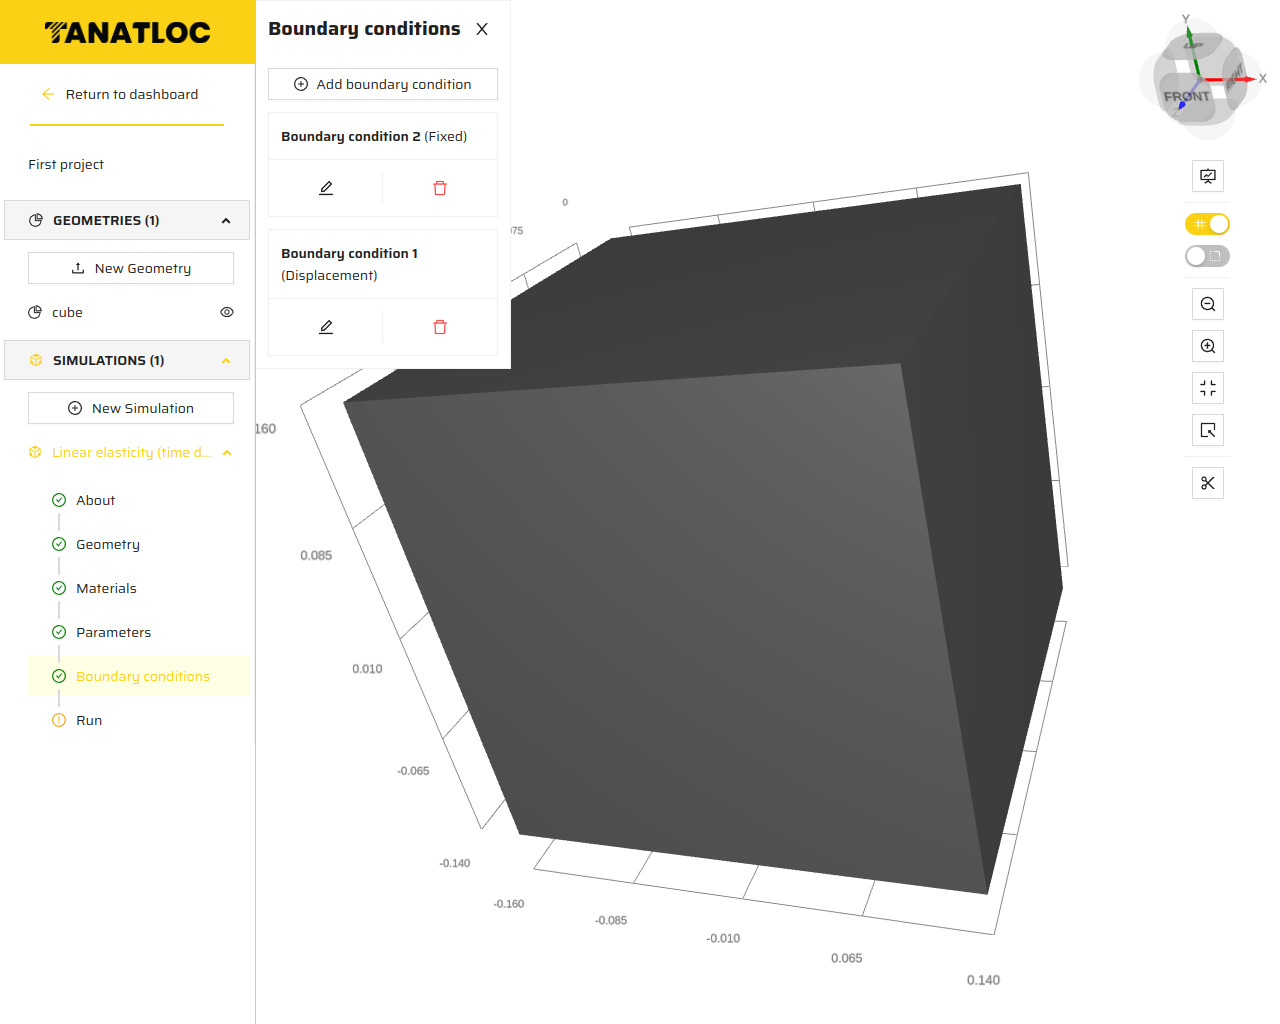 TANATLOC
Return to dashboard
First project
GEOMETRIES (1)
New Geometry
cube
SIMULATIONS (1)
New Simulation
Linear elasticity (time d...
About
Geometry
Materials
Parameters
Boundary conditions
Run
Boundary conditions
Add boundary condition
Boundary condition 2 (Fixed)
Boundary condition 1
(Displacement)
0
75
160
0.085
0.010
-0.065
-0.140
-0.160
-0.085
-0.010
0.065
0.140
Y
UP
X
RIGHT
FRONT
Z